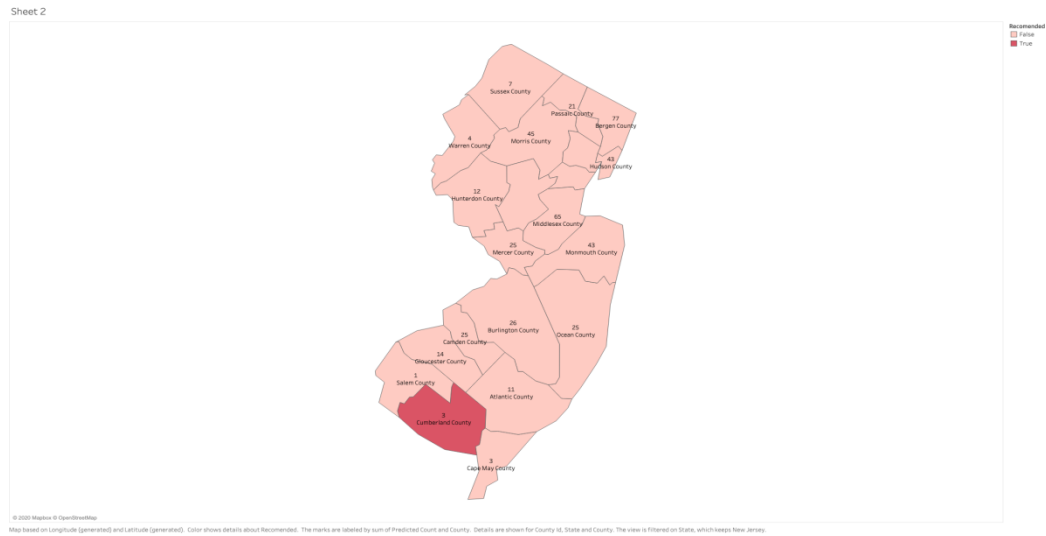 Sheet 2
Recomended
False
True
7
Sussex County
21
Passaic County
77
Bergen County
4
Warren County
45
Morris County
43
Hudson County
12
Hunterdon County
65
Middlesex County
25
Mercer County
43
Monmouth County
26
Burlington County
25
Ocean County
25
Camden County
14
Gloucester County
1
Salem County
11
Atlantic County
3
Cumberland County
3
Cape May County
© 2020 Mapbox © OpenStreetMap
Map based on Longitude (generated) and Latitude (generated). Color shows details about Recomended. The marks are labeled by sum of Predicted Count and County. Details are shown for County Id, State and County. The view is filtered on State, which keeps New Jersey.